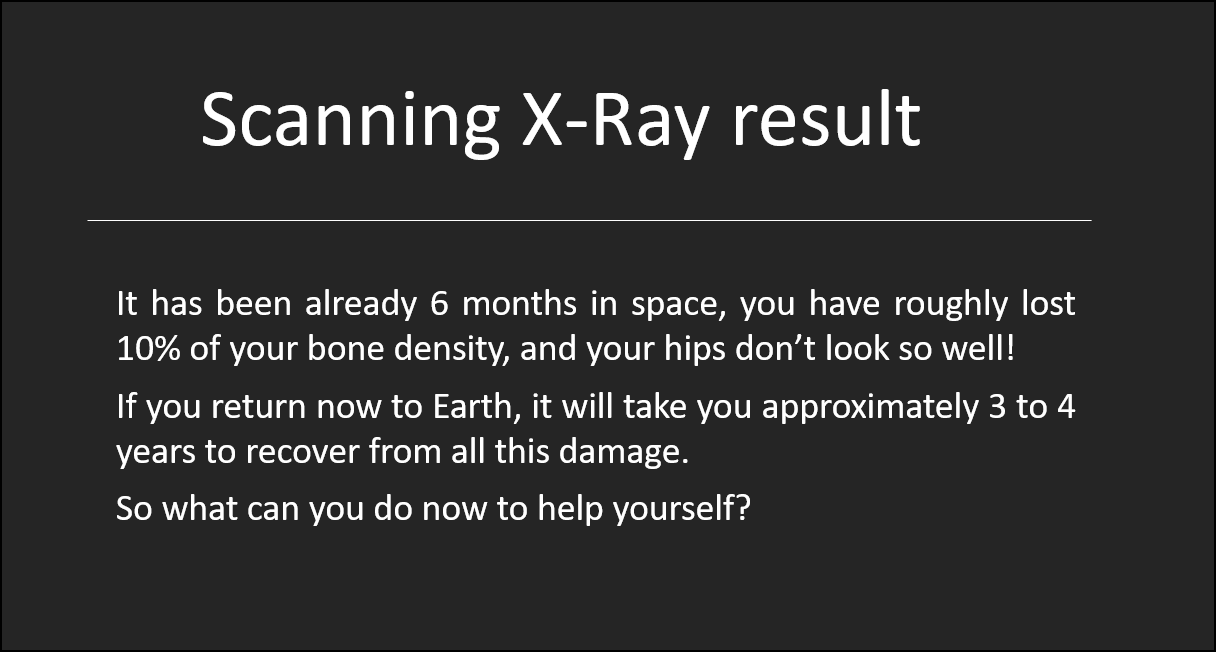 Scanning X-Ray result
It has been already 6 months in space, you have roughly lost
10% of your bone density, and your hips don’t look so well!
If you return now to Earth, it will take you approximately 3 to 4
years to recover from all this damage.
So what can you do now to help yourself?